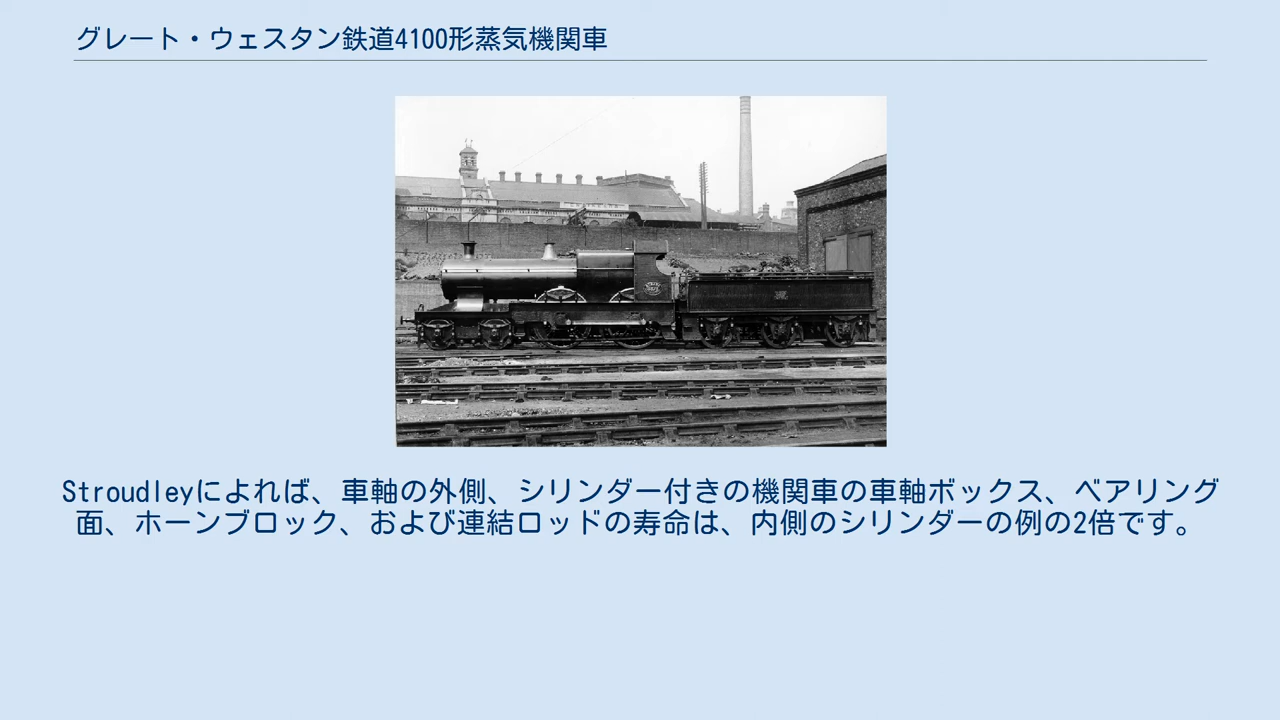 グレート・ウェスタン鉄道4100形蒸気機関車
Stroudleyによれば、車軸の外側、シリンダー付きの機関車の車軸ボックス、ベアリング
面、ホーンブロック、および連結ロッドの寿命は、内側のシリンダーの例の2倍です。